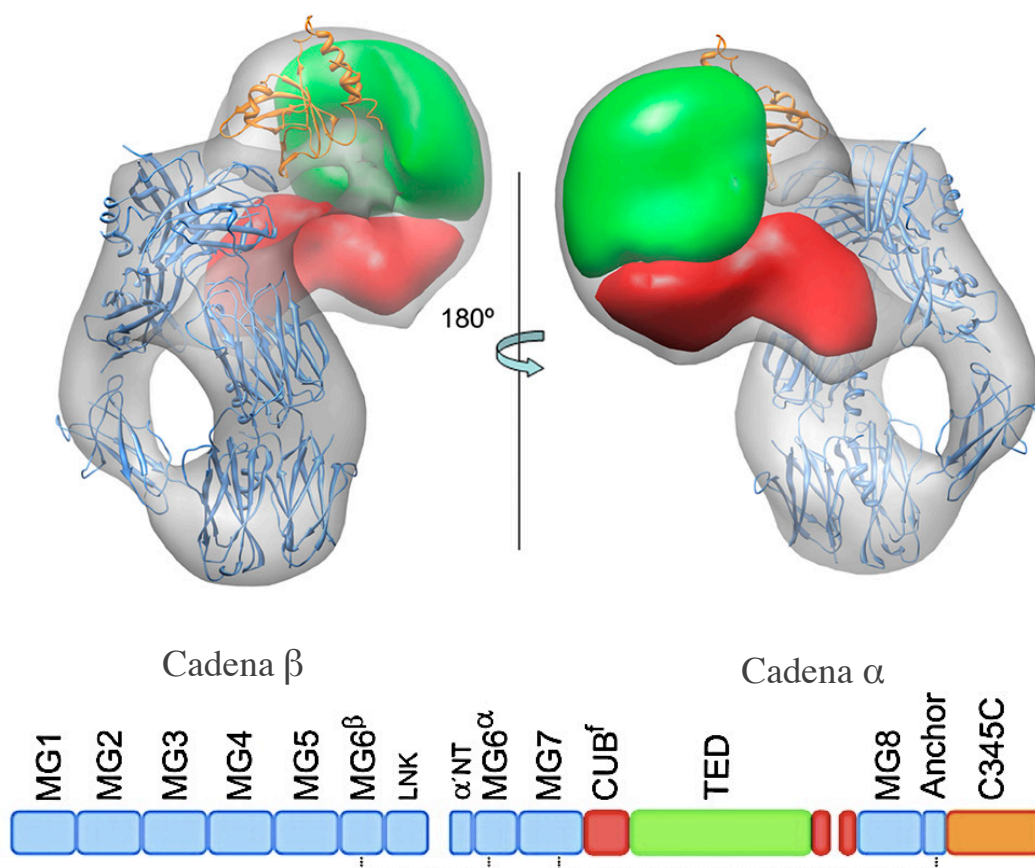 180º
Cadena β
Cadena α
MG1
MG2
MG3
MG4
MG5
MG6β
LNK
α'NT
MG6α
MG7
CUBf
TED
MG8
Anchor
C345C